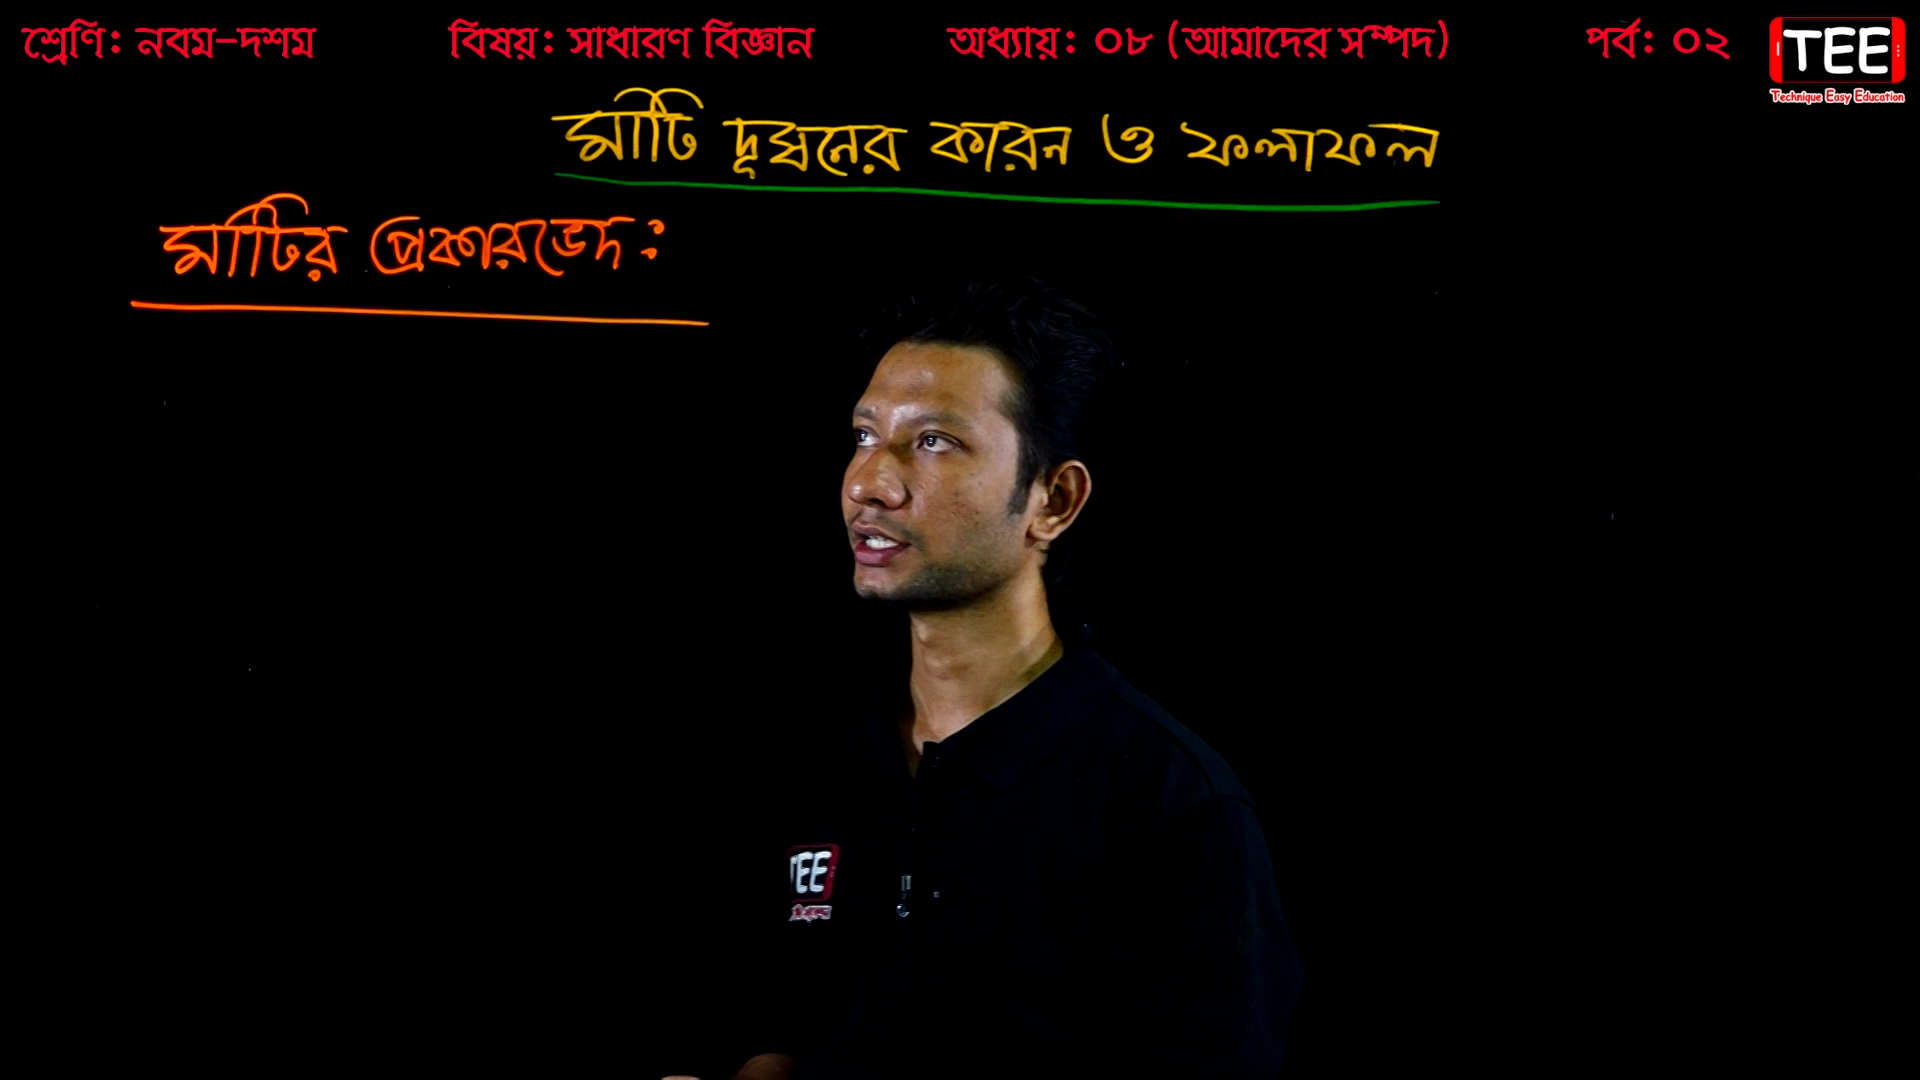 শ্রেণি: নবম-দশম বিষয়: সাধারণ বিজ্ঞান অধ্যায়: ০৮ (আমাদের সম্পদ) পর্ব: ০২
TEE
Technique Easy Education
মাটি দূষনের কারন ও ফলাফল
মাটির প্রকারভেদ:
TEE